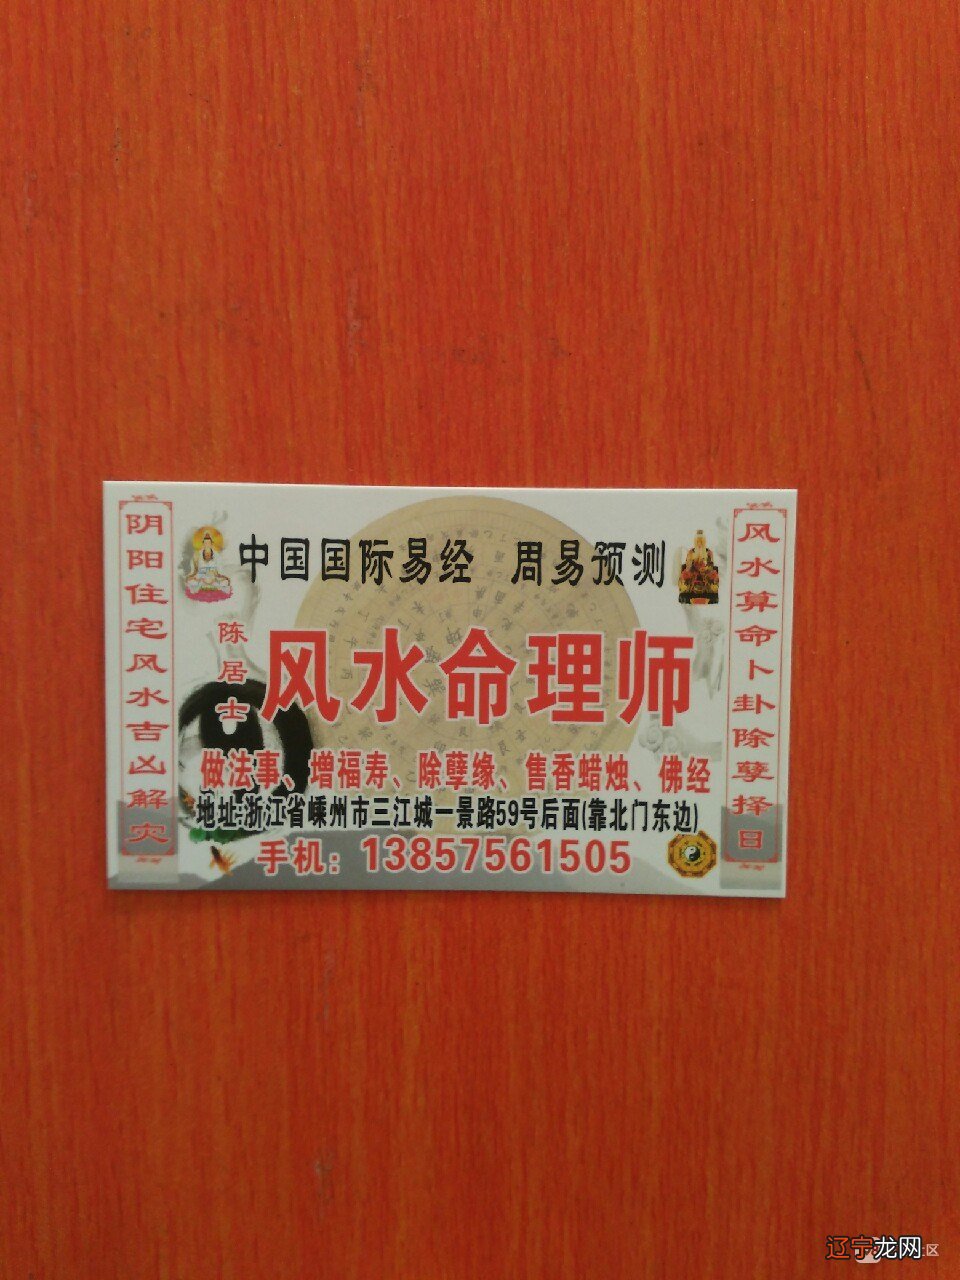 中国国际易经 周易预测
阴阳住宅风水吉凶解灾
风水算命卜卦除孽择日
陈居士
风水命理师
做法事、增福寿、除孽缘、售香蜡烛、佛经
地址:浙江省嵊州市三江城一景路59号后面(靠北门东边)
手机：13857561505
辽宁龙网
区